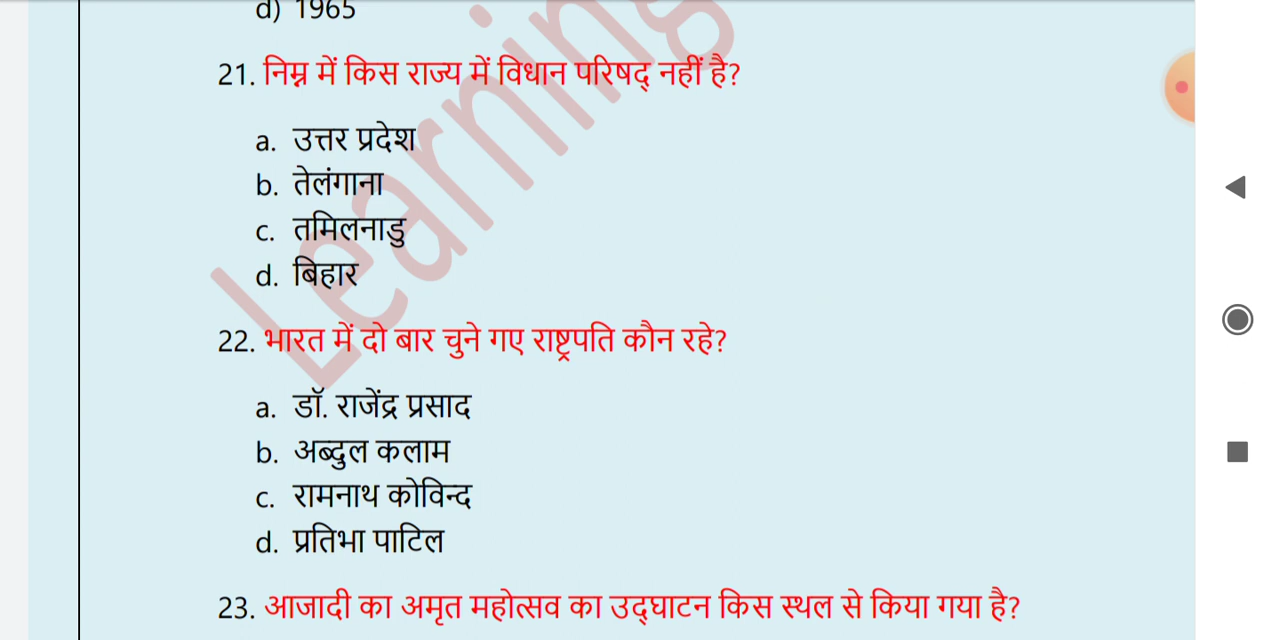 d) 1965
21. निम्न में किस राज्य में विधान परिषद् नहीं है?
a. उत्तर प्रदेश
b. तेलंगाना
c. तमिलनाडु
d. बिहार
22. भारत में दो बार चुने गए राष्ट्रपति कौन रहे?
a. डॉ. राजेंद्र प्रसाद
b. अब्दुल कलाम
c. रामनाथ कोविन्द
d. प्रतिभा पाटिल
23. आजादी का अमृत महोत्सव का उद्घाटन किस स्थल से किया गया है?
Learning